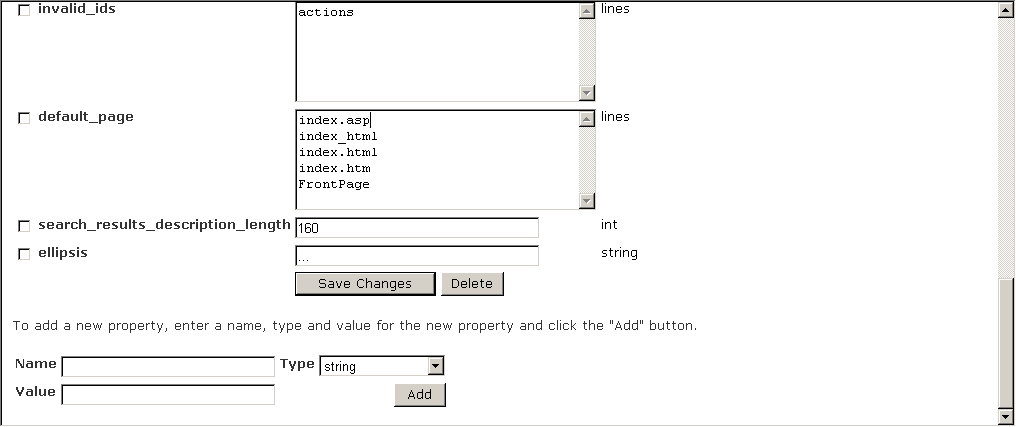 invalid_ids actions lines
default_page index.asp lines
index_html
index.html
index.htm
FrontPage
search_results_description_length 160 int
ellipsis ... string
Save Changes Delete
To add a new property, enter a name, type and value for the new property and click the "Add" button.
Name Type string
Value Add